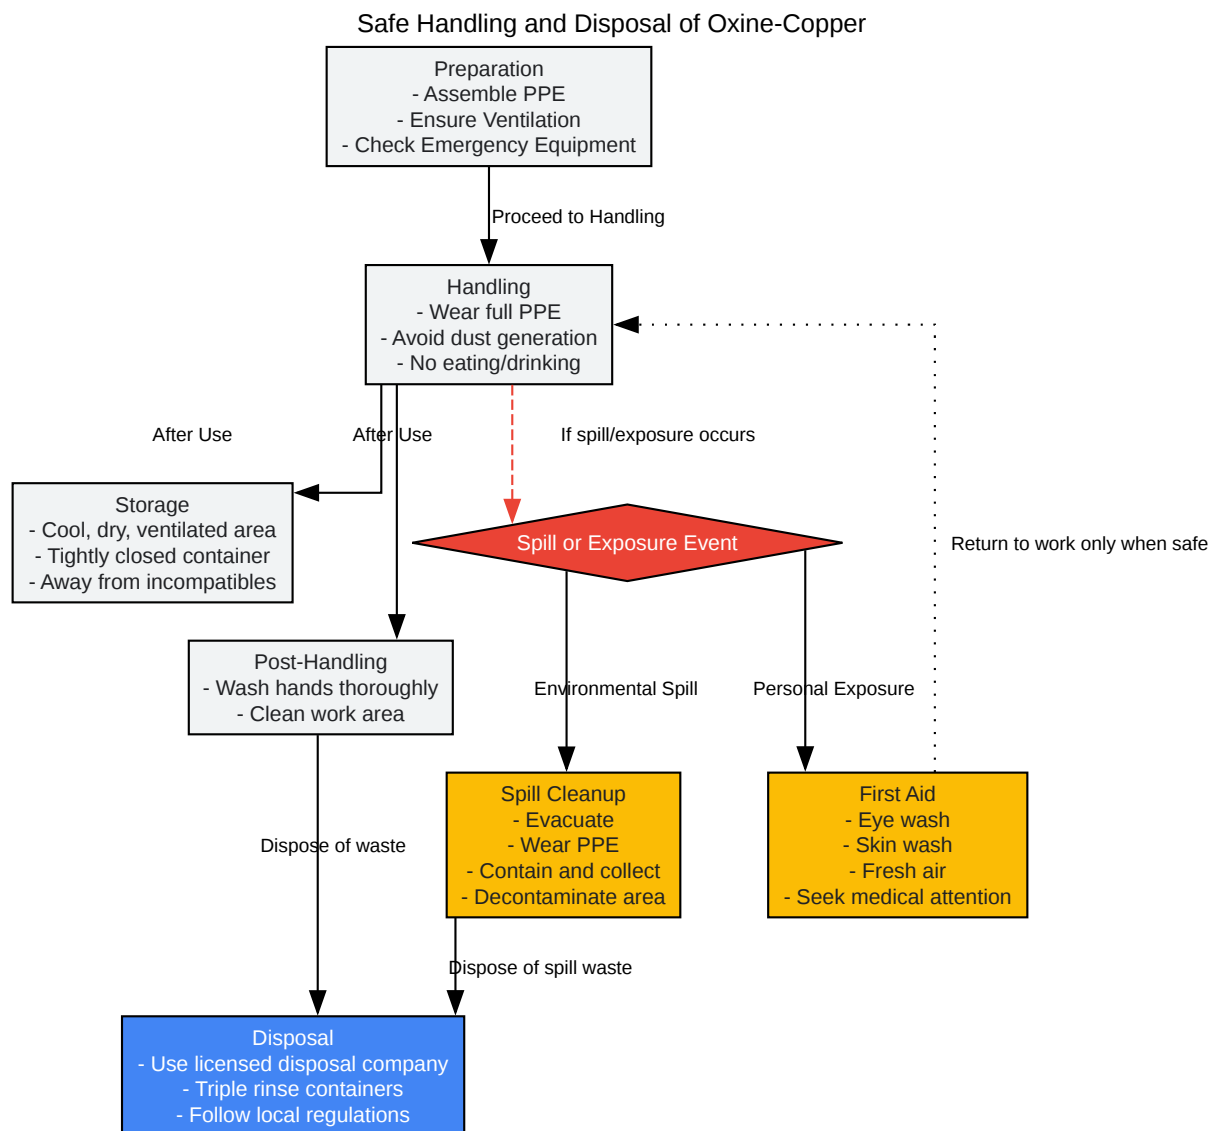 Safe Handling and Disposal of Oxine-Copper
Preparation
- Assemble PPE
- Ensure Ventilation
- Check Emergency Equipment
Proceed to Handling
Handling
- Wear full PPE
- Avoid dust generation
- No eating/drinking
After Use
After Use
If spill/exposure occurs
Storage
- Cool, dry, ventilated area
- Tightly closed container
- Away from incompatibles
Spill or Exposure Event
Return to work only when safe
Post-Handling
- Wash hands thoroughly
- Clean work area
Environmental Spill
Personal Exposure
Spill Cleanup
- Evacuate
- Wear PPE
- Contain and collect
- Decontaminate area
First Aid
- Eye wash
- Skin wash
- Fresh air
- Seek medical attention
Dispose of waste
Dispose of spill waste
Disposal
- Use licensed disposal company
- Triple rinse containers
- Follow local regulations